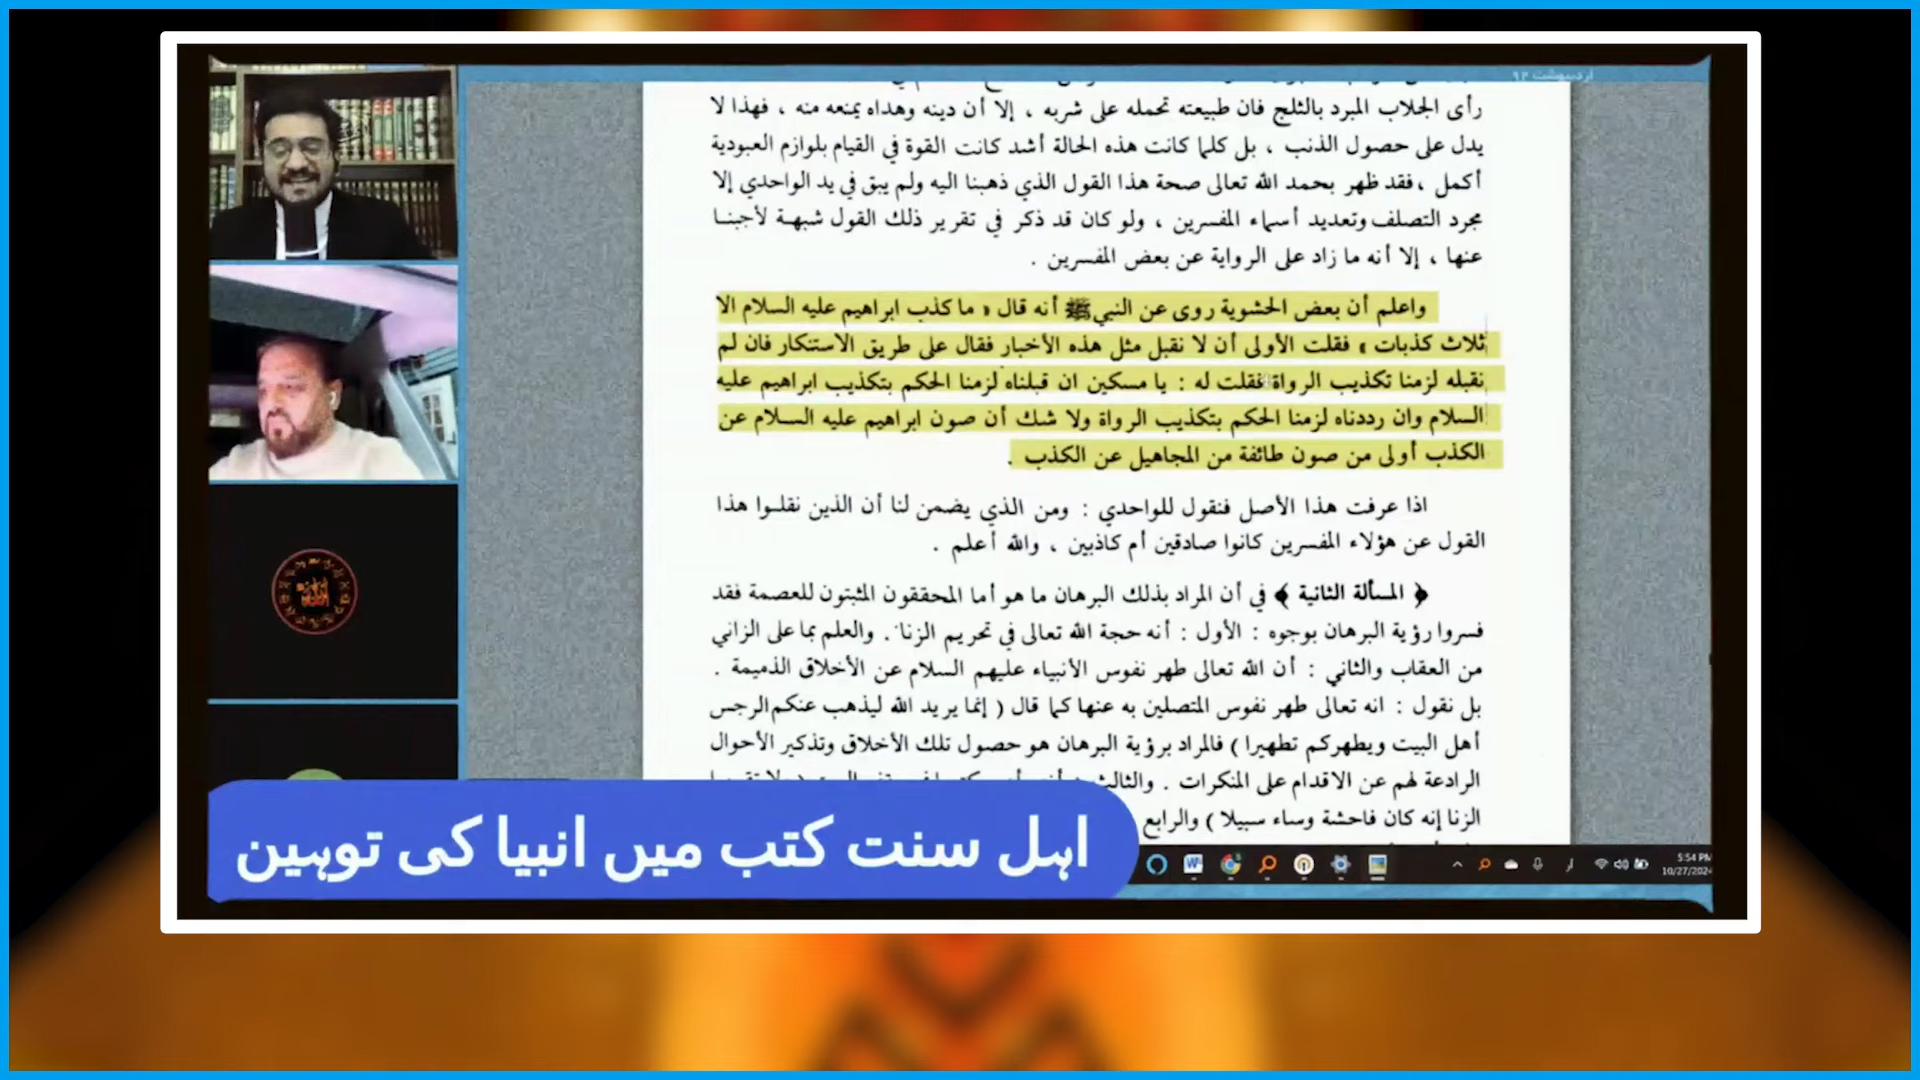 اردیبهشت ۹۲
رأى الجلاب المبرد بالثلج فان طبيعته تحمله على شربه ، إلا أن دينه وهداه يمنعه منه ، فهذا لا
يدل على حصول الذنب ، بل كلما كانت هذه الحالة أشد كانت القوة في القيام بلوازم العبودية
أكمل ، فقد ظهر بحمد الله تعالى صحة هذا القول الذي ذهبنا اليه ولم يبق في يد الواحدي إلا
مجرد التصلف وتعديد أسماء المفسرين ، ولو كان قد ذكر في تقرير ذلك القول شبهة لأجبنا
عنها ، إلا أنه ما زاد على الرواية عن بعض المفسرين .
واعلم أن بعض الحشوية روى عن النبي ﷺ أنه قال « ما كذب ابراهيم عليه السلام الا
ثلاث كذبات » فقلت الأولى أن لا نقبل مثل هذه الأخبار فقال على طريق الاستنكار فان لم
نقبله لزمنا تكذيب الرواة فقلت له : يا مسكين ان قبلناه لزمنا الحكم بتكذيب ابراهيم عليه
السلام وان رددناه لزمنا الحكم بتكذيب الرواة ولا شك أن صون ابراهيم عليه السلام عن
الكذب أولى من صون طائفة من المجاهيل عن الكذب .
اذا عرفت هذا الأصل فنقول للواحدي : ومن الذي يضمن لنا أن الذين نقلوا هذا
القول عن هؤلاء المفسرين كانوا صادقين أم كاذبين ، والله أعلم .
﴿ المسألة الثانية ﴾ في أن المراد بذلك البرهان ما هو أما المحققون المثبتون للعصمة فقد
فسروا رؤية البرهان بوجوه : الأول : أنه حجة الله تعالى في تحريم الزنا . والعلم بما على الزاني
من العقاب والثاني : أن الله تعالى طهر نفوس الأنبياء عليهم السلام عن الأخلاق الذميمة .
بل نقول : انه تعالى طهر نفوس المتصلين به عنها كما قال ( إنما يريد الله ليذهب عنكم الرجس
أهل البيت ويطهركم تطهيرا ) فالمراد برؤية البرهان هو حصول تلك الأخلاق وتذكير الأحوال
الرادعة لهم عن الاقدام على المنكرات . والثالث
الزنا إنه كان فاحشة وساء سبيلا ) والرابع
اہل سنت کتب میں انبیا کی توہین
5:54 PM
10/27/2024